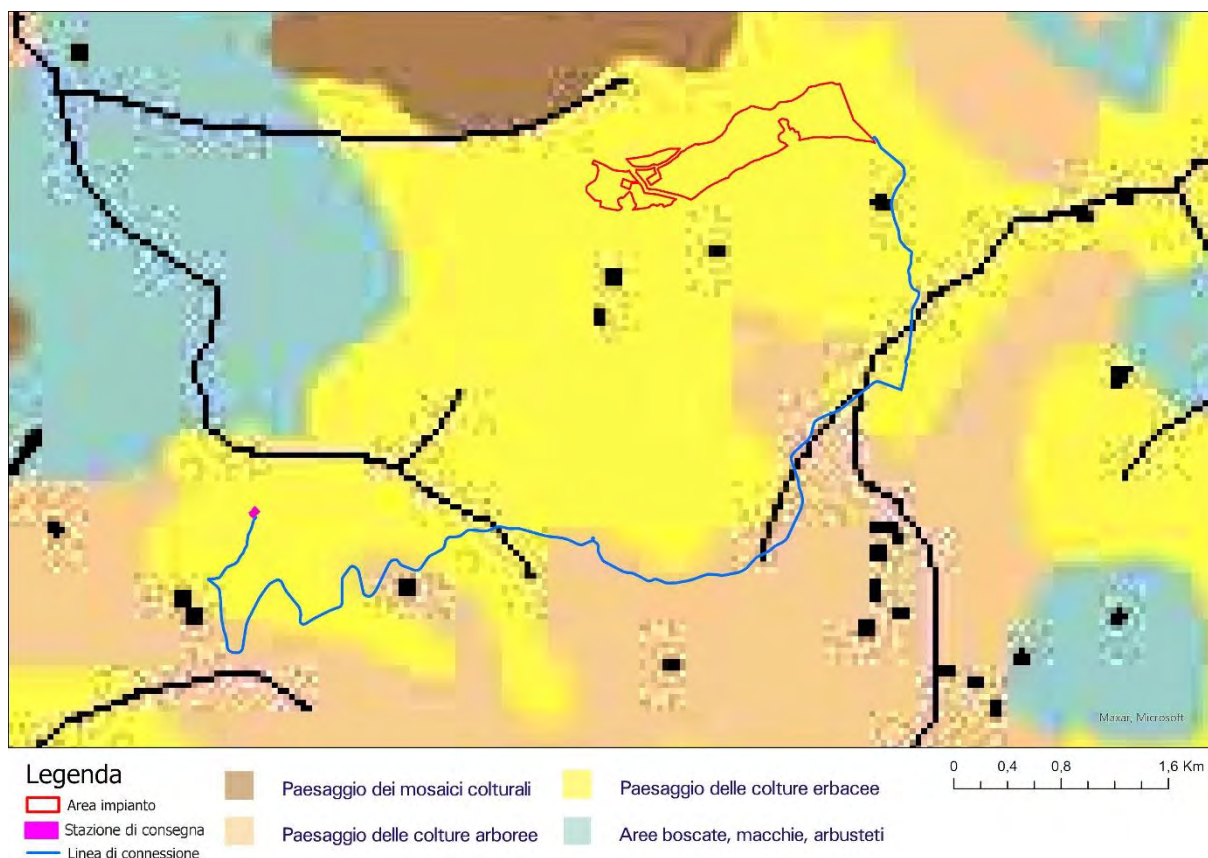 Maxar, Microsoft
Legenda
Area impianto
Stazione di consegna
Linea di connessione
Paesaggio dei mosaici colturali
Paesaggio delle colture arboree
Paesaggio delle colture erbacee
Aree boscate, macchie, arbusteti
0 0,4 0,8 1,6 Km